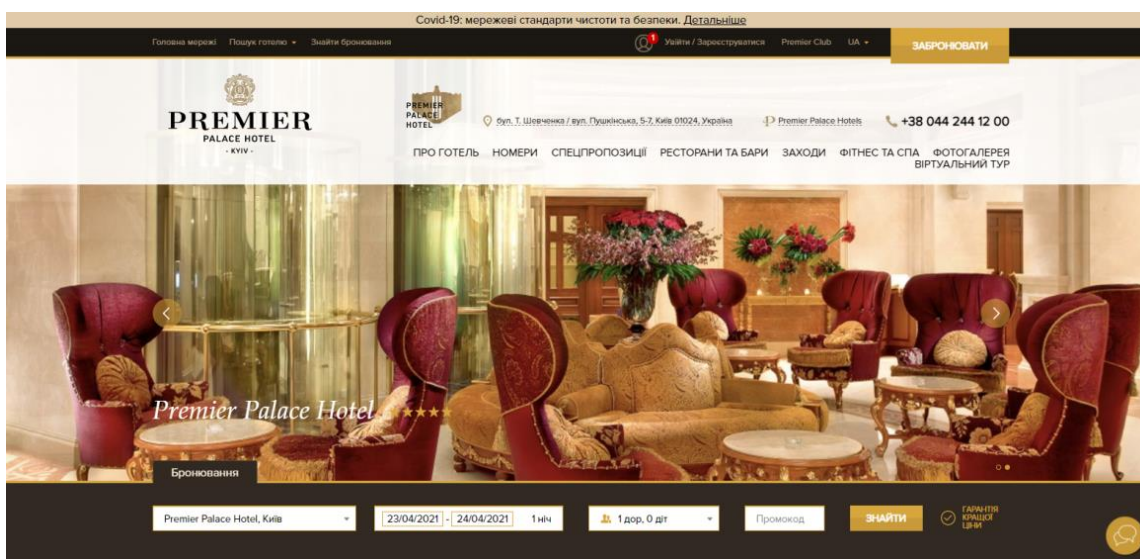 Covid-19: мережеві стандарти чистоти та безпеки. Детальніше
Головна мережі Пошук готелю Знайти бронювання 1 Увійти / Зареєструватися Premier Club UA ЗАБРОНЮВАТИ
PREMIER
PALACE HOTEL
- KYIV -
PREMIER
PALACE
HOTEL
бул. Т. Шевченка / вул. Пушкінська, 5-7, Київ 01024, Україна Premier Palace Hotels +38 044 244 12 00
ПРО ГОТЕЛЬ НОМЕРИ СПЕЦПРОПОЗИЦІЇ РЕСТОРАНИ ТА БАРИ ЗАХОДИ ФІТНЕС ТА СПА ФОТОГАЛЕРЕЯ
ВІРТУАЛЬНИЙ ТУР
Premier Palace Hotel
Бронювання
Premier Palace Hotel, Київ 23/04/2021 - 24/04/2021 1 ніч 1 дор, 0 діт Промокод ЗНАЙТИ
ГАРАНТІЯ
КРАЩОЇ
ЦІНИ